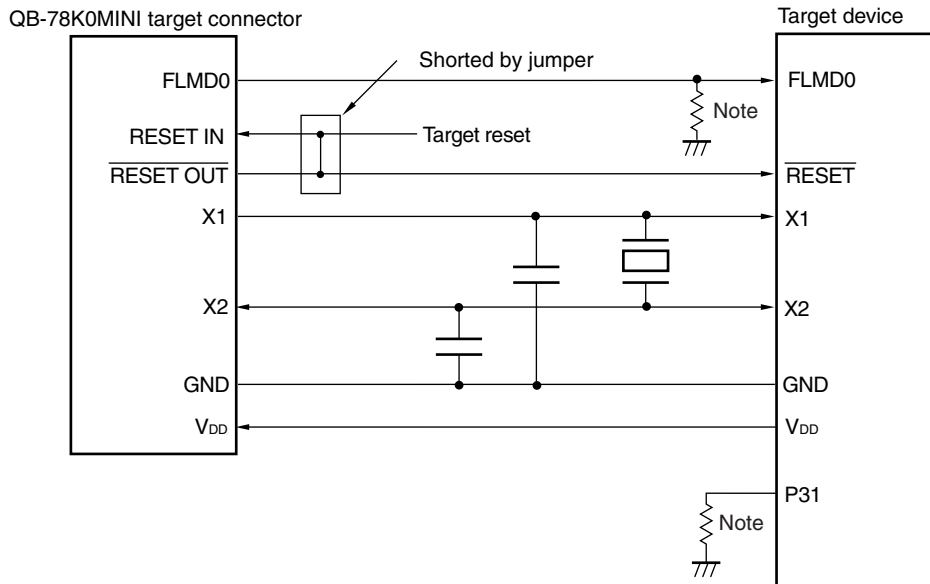 QB-78K0MINI target connector
Target device
Shorted by jumper
FLMD0
FLMD0
Note
RESET IN
Target reset
RESET OUT
RESET
X1
X1
X2
X2
GND
GND
VDD
VDD
P31
Note